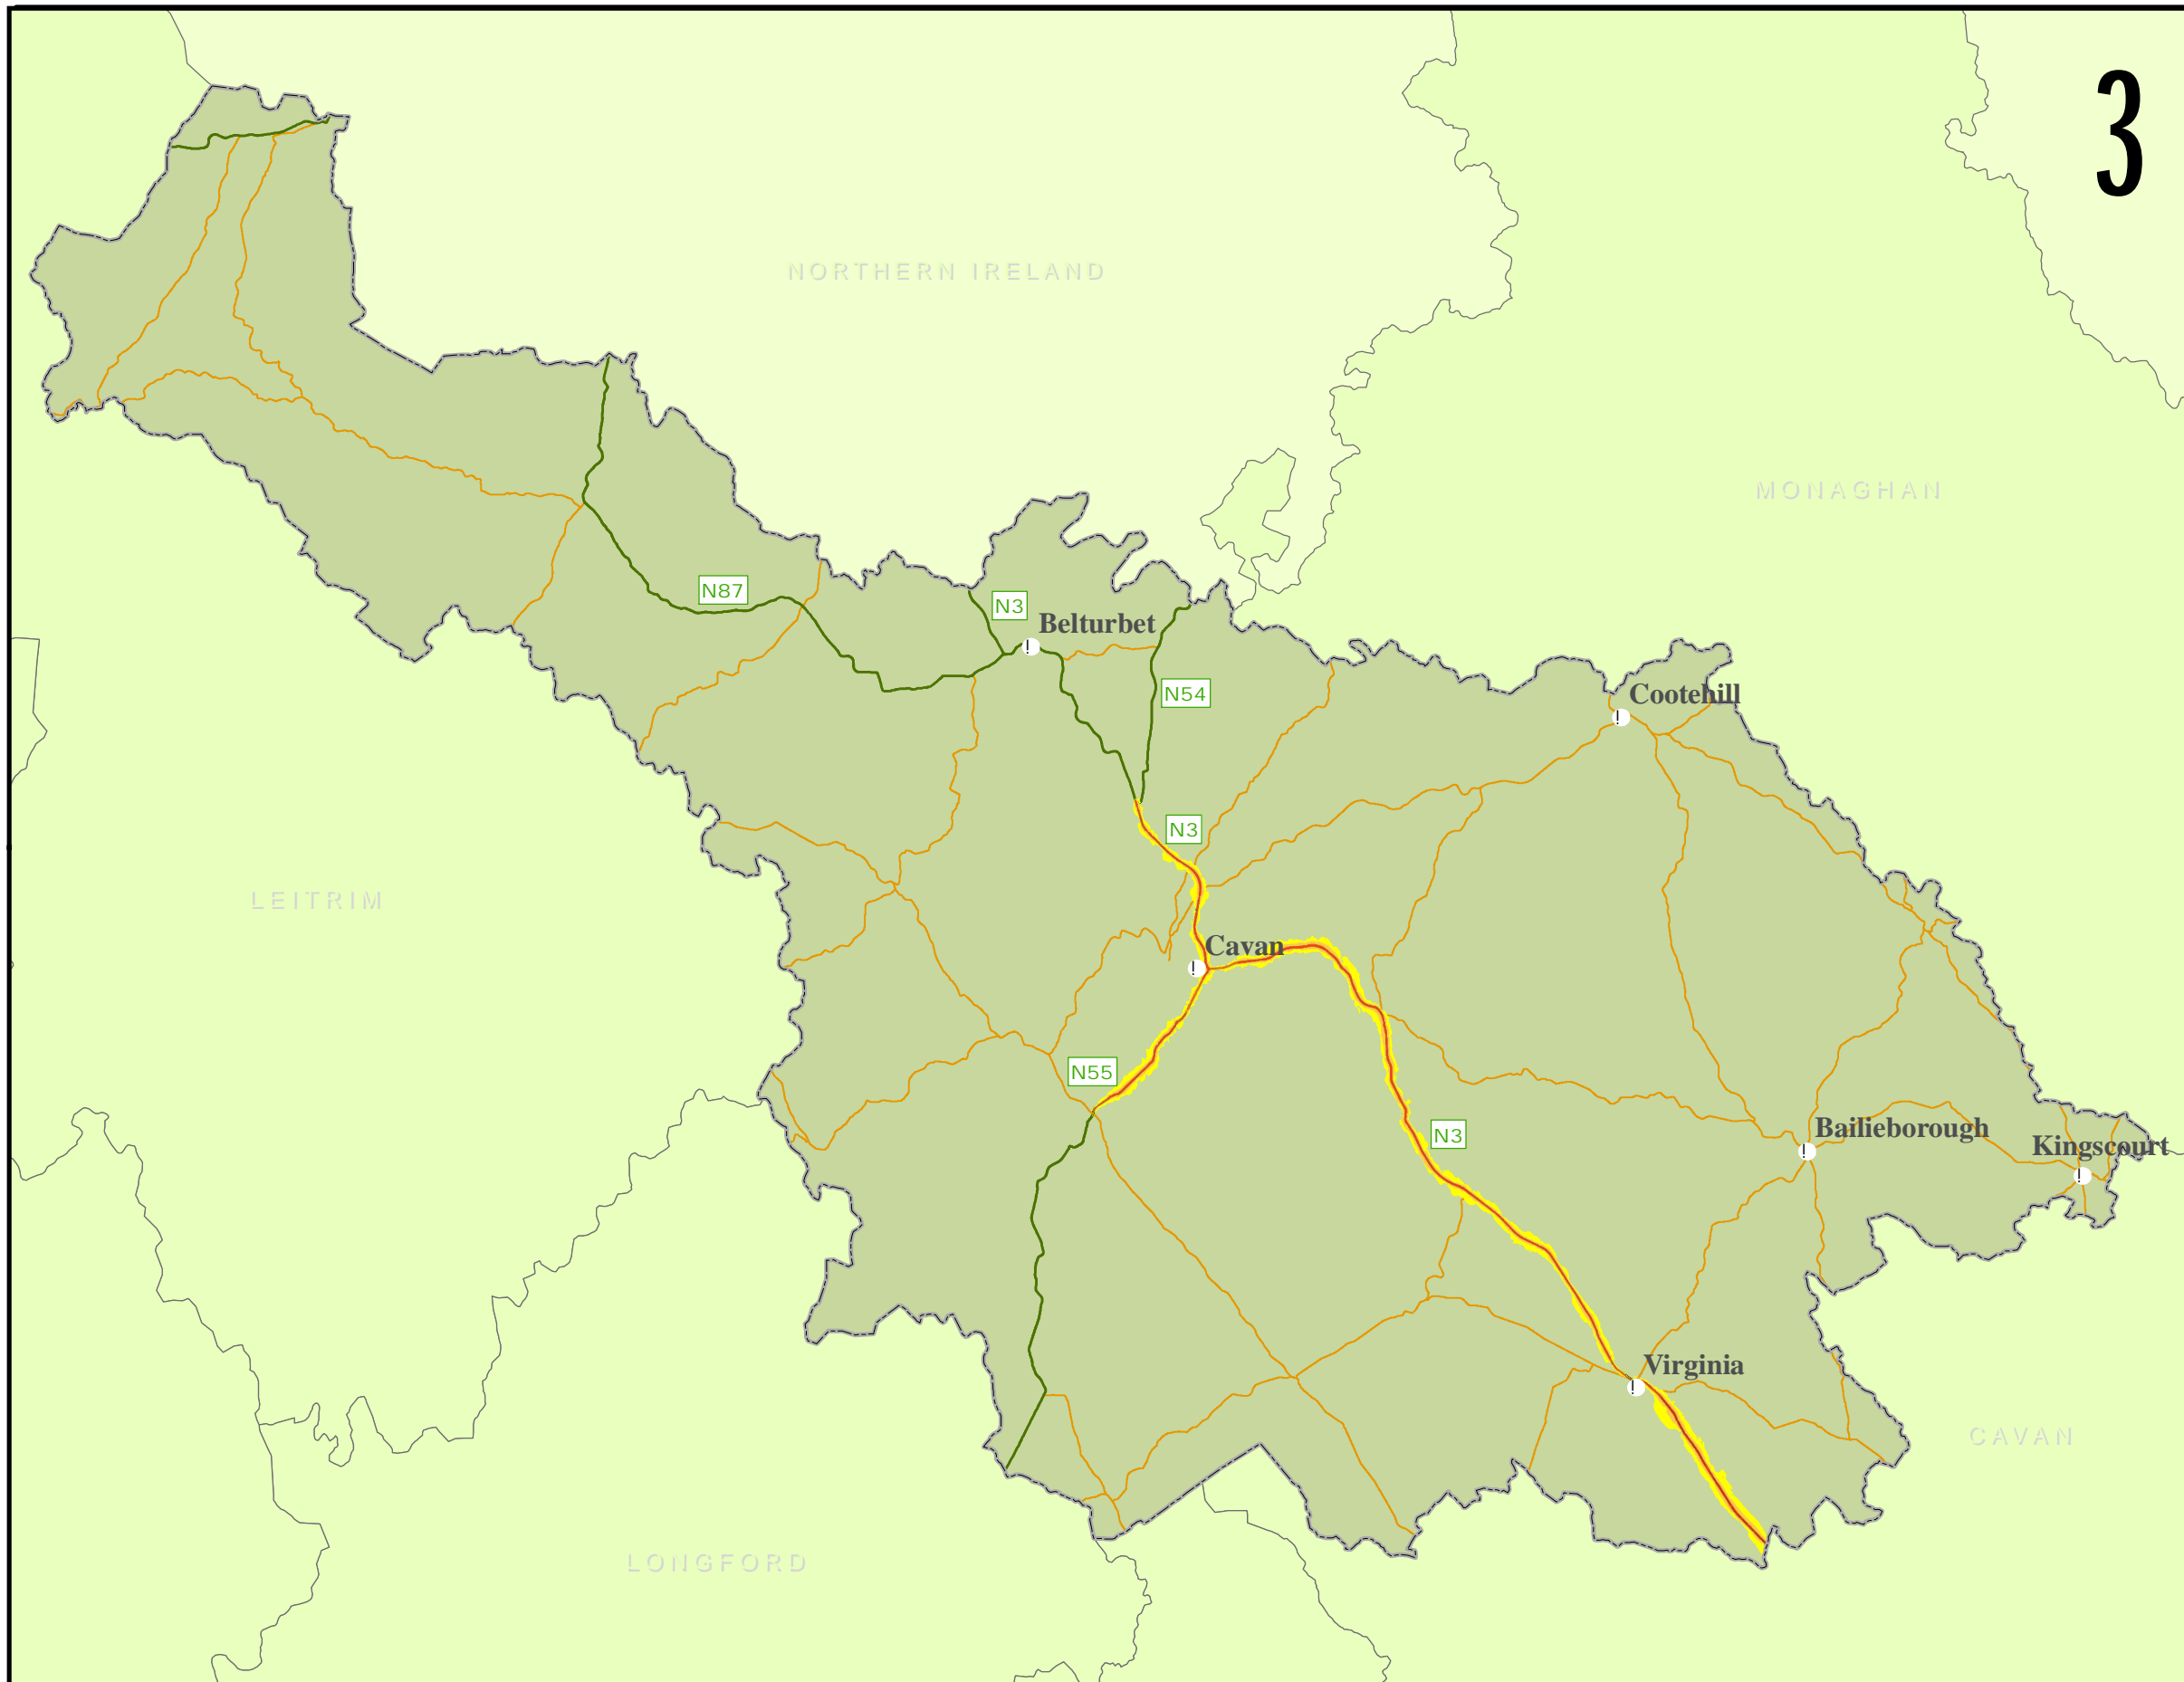 3
NORTHERN IRELAND
MONAGHAN
N87
N3
Belturbet
N54
Cootehill
N3
LEITRIM
Cavan
N55
N3
Bailieborough
Kingscourt
Virginia
CAVAN
LONGFORD